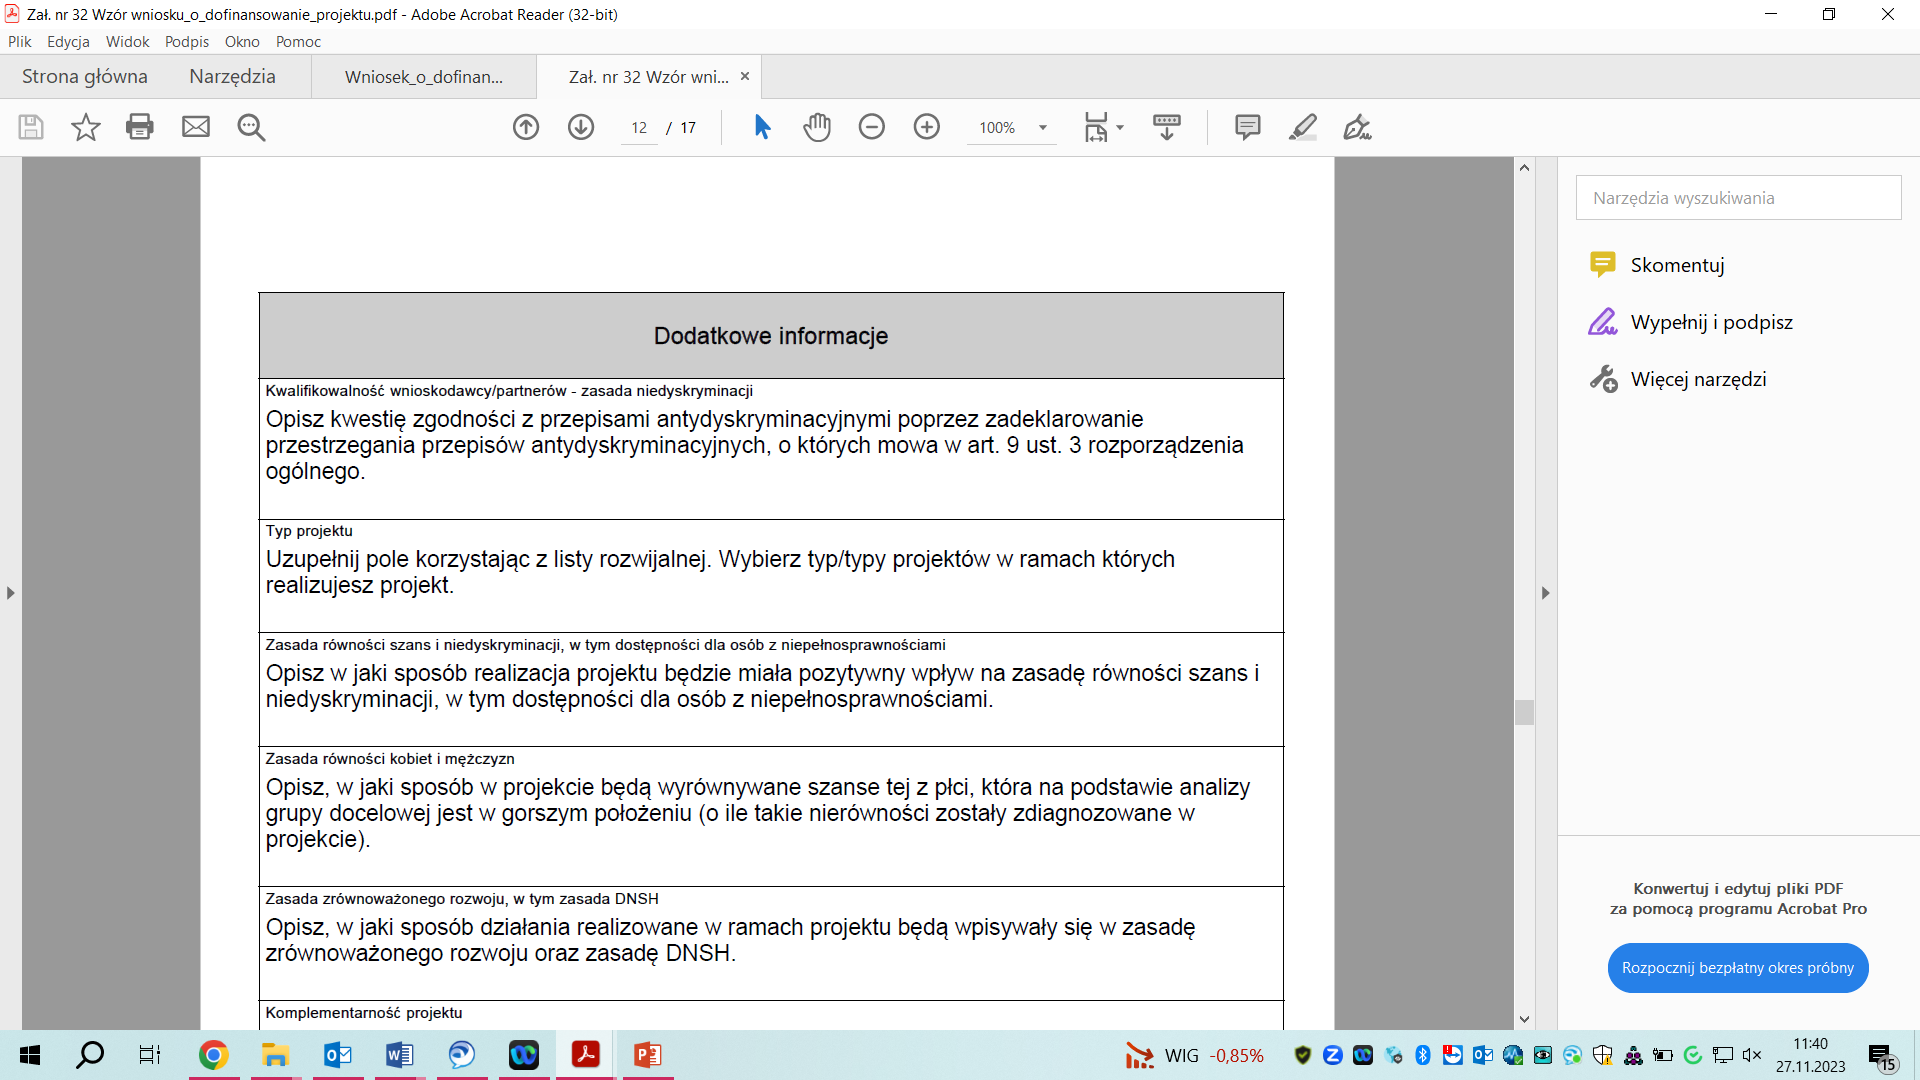 Zał. nr 32 Wzór wniosku_o_dofinansowanie_projektu.pdf - Adobe Acrobat Reader (32-bit)
Plik Edycja Widok Podpis Okno Pomoc
Strona główna Narzędzia Wniosek_o_dofinan... Zał. nr 32 Wzór wni...
12 / 17 100%
Narzędzia wyszukiwania
Skomentuj
Wypełnij i podpisz
Więcej narzędzi
Dodatkowe informacje
Kwalifikowalność wnioskodawcy/partnerów - zasada niedyskryminacji
Opisz kwestię zgodności z przepisami antydyskryminacyjnymi poprzez zadeklarowanie
przestrzegania przepisów antydyskryminacyjnych, o których mowa w art. 9 ust. 3 rozporządzenia
ogólnego.
Typ projektu
Uzupełnij pole korzystając z listy rozwijalnej. Wybierz typ/typy projektów w ramach których
realizujesz projekt.
Zasada równości szans i niedyskryminacji, w tym dostępności dla osób z niepełnosprawnościami
Opisz w jaki sposób realizacja projektu będzie miała pozytywny wpływ na zasadę równości szans i
niedyskryminacji, w tym dostępności dla osób z niepełnosprawnościami.
Zasada równości kobiet i mężczyzn
Opisz, w jaki sposób w projekcie będą wyrównywane szanse tej z płci, która na podstawie analizy
grupy docelowej jest w gorszym położeniu (o ile takie nierówności zostały zdiagnozowane w
projekcie).
Zasada zrównoważonego rozwoju, w tym zasada DNSH
Opisz, w jaki sposób działania realizowane w ramach projektu będą wpisywały się w zasadę
zrównoważonego rozwoju oraz zasadę DNSH.
Komplementarność projektu
Konwertuj i edytuj pliki PDF
za pomocą programu Acrobat Pro
Rozpocznij bezpłatny okres próbny
WIG -0,85%
11:40
27.11.2023
15